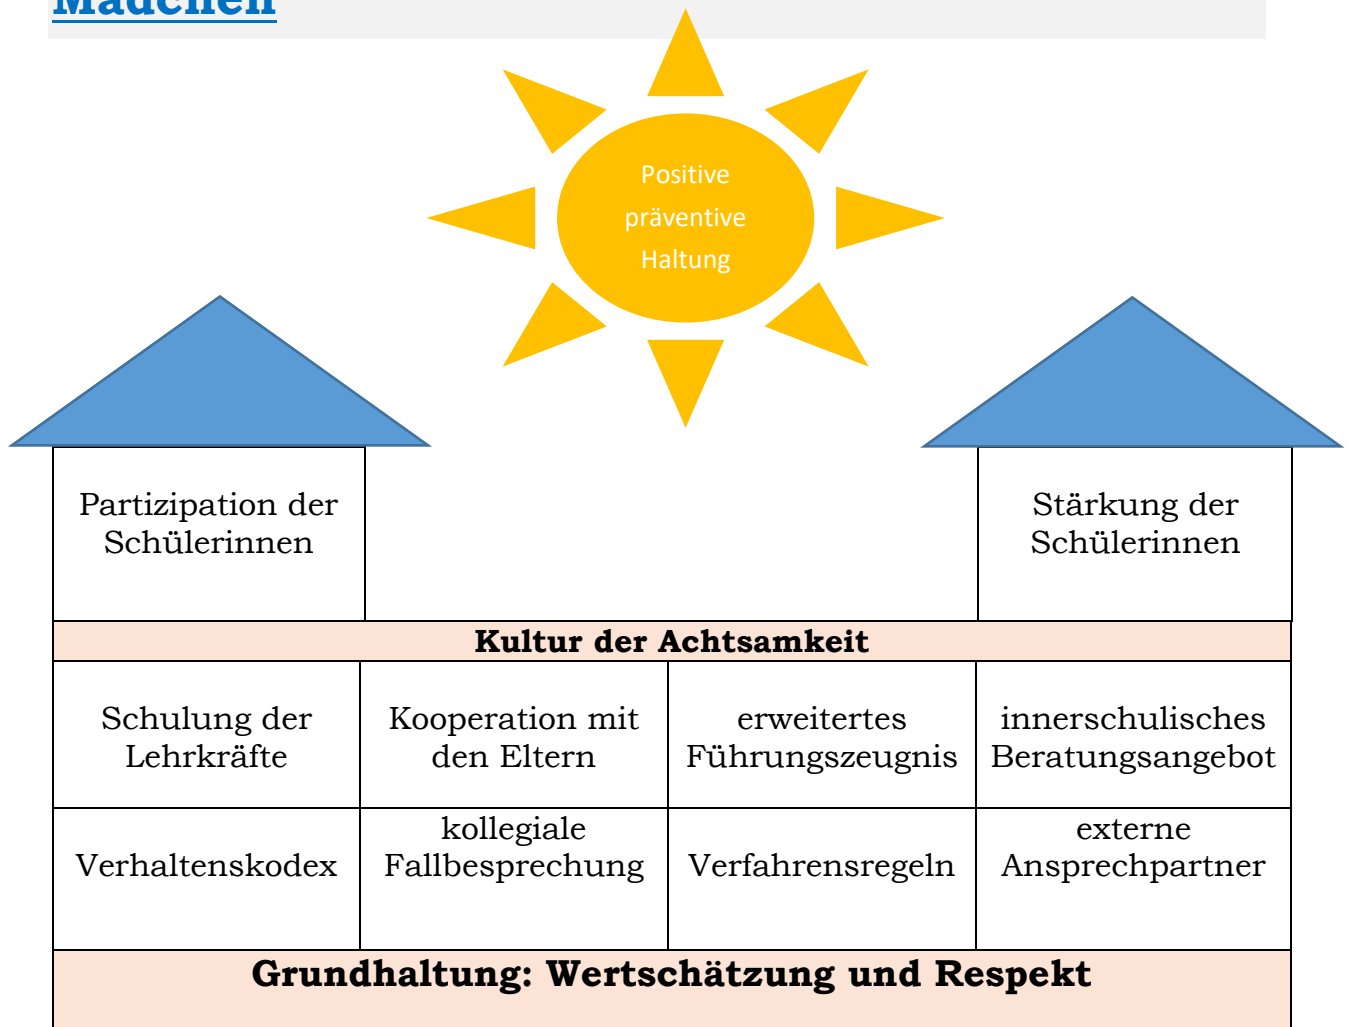 Mädchen
Positive
präventive
Haltung
Partizipation der
Schülerinnen
Stärkung der
Schülerinnen
Kultur der Achtsamkeit
Schulung der
Lehrkräfte
Kooperation mit
den Eltern
erweitertes
Führungszeugnis
innerschulisches
Beratungsangebot
Verhaltenskodex
kollegiale
Fallbesprechung
Verfahrensregeln
externe
Ansprechpartner
Grundhaltung: Wertschätzung und Respekt